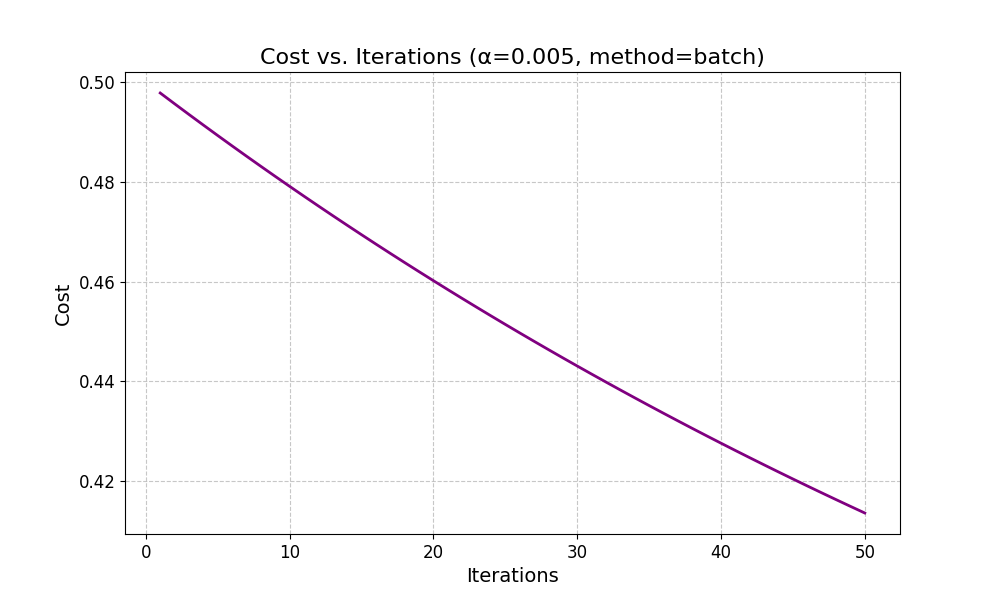 Cost vs. Iterations (α=0.005, method=batch)
0.50
0.48
0.46
0.44
0.42
Cost
0 10 20 30 40 50
Iterations